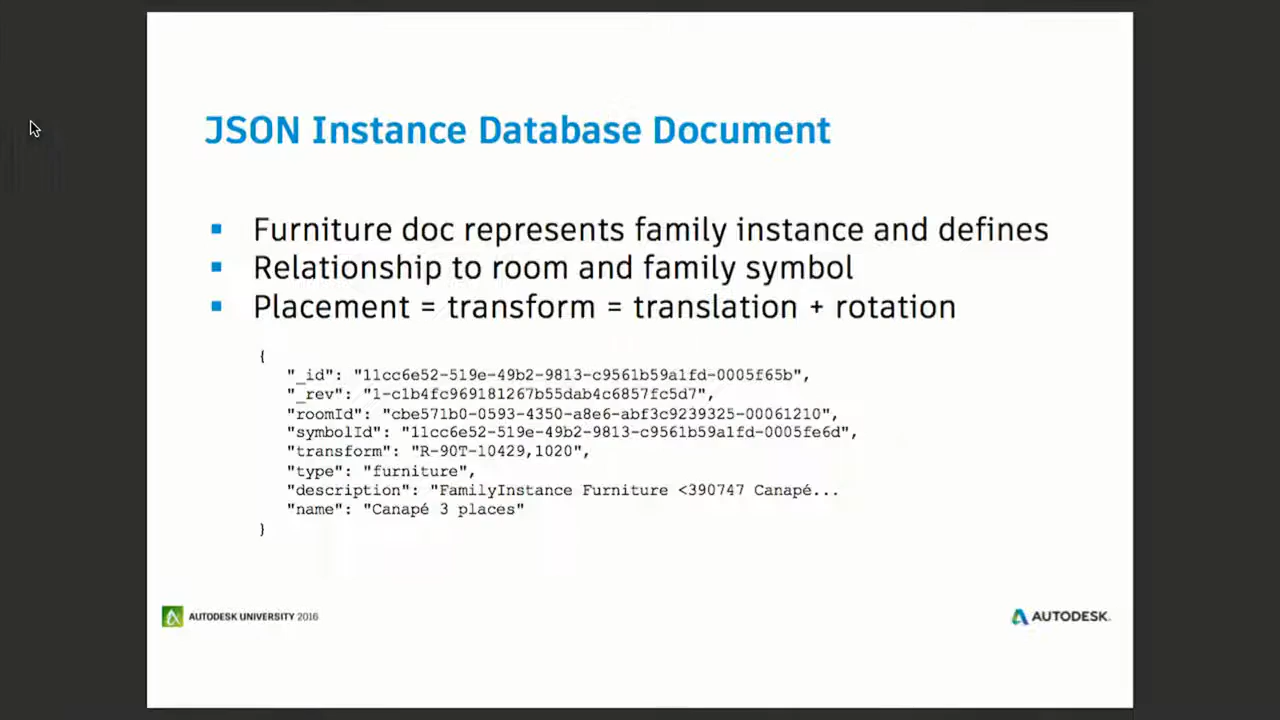 JSON Instance Database Document
▪ Furniture doc represents family instance and defines
▪ Relationship to room and family symbol
▪ Placement = transform = translation + rotation
{
"_id": "11cc6e52-519e-49b2-9813-c9561b59a1fd-0005f65b",
"_rev": "1-c1b4fc969181267b55dab4c6857fc5d7",
"roomId": "cbe571b0-0593-4350-a8e6-abf3c9239325-00061210",
"symbolId": "11cc6e52-519e-49b2-9813-c9561b59a1fd-0005fe6d",
"transform": "R-90T-10429,1020",
"type": "furniture",
"description": "FamilyInstance Furniture <390747 Canapé...
"name": "Canapé 3 places"
}
AUTODESK UNIVERSITY 2016
AUTODESK.